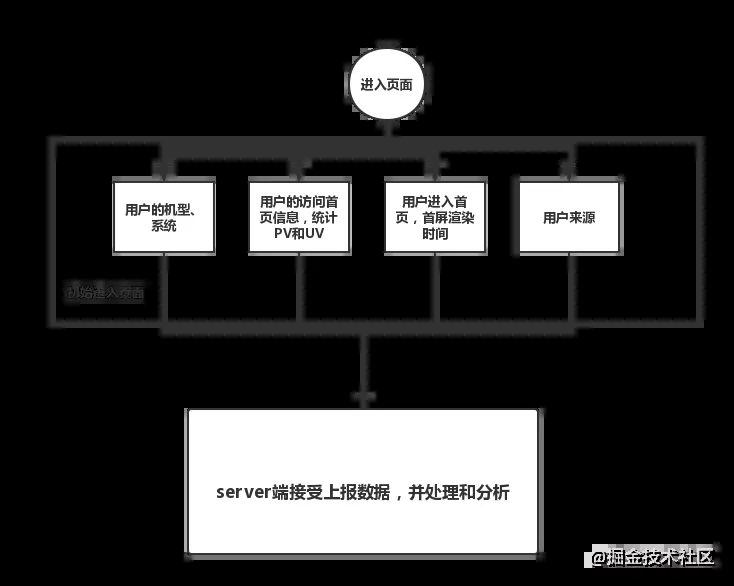 进入页面
用户的机型、
系统
用户的访问首
页信息，统计
PV和UV
用户进入首
页，首屏渲染
时间
用户来源
初始进入页面
server端接受上报数据，并处理和分析
@掘金技术社区